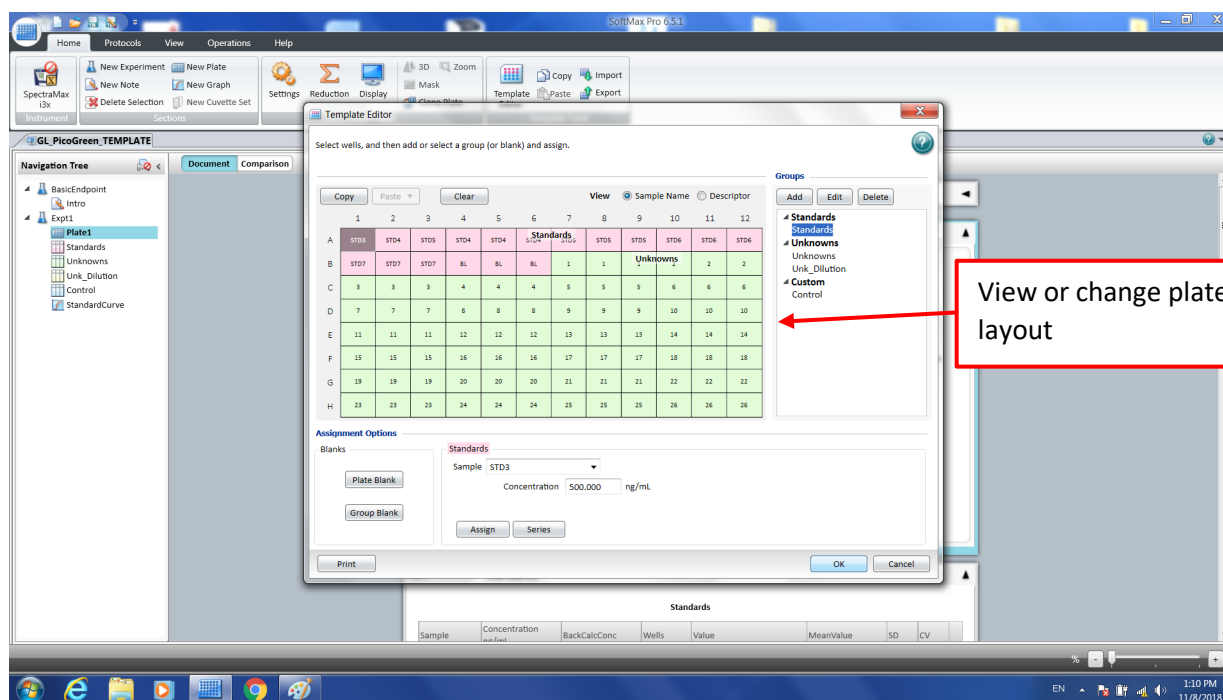 SoftMax Pro 6.5.1
Home Protocols View Operations Help
SpectraMax i3x
New Experiment New Plate
New Note New Graph
Delete Selection New Cuvette Set
Settings Reduction Display
3D Zoom
Mask
Clone Plate
Template
Copy Import
Paste Export
Instrument Sections
GL_PicoGreen_TEMPLATE
Navigation Tree
Document Comparison
BasicEndpoint
Intro
Expt1
Plate1
Standards
Unknowns
Unk_Dilution
Control
StandardCurve
Template Editor
Select wells, and then add or select a group (or blank) and assign.
Copy Paste Clear View Sample Name Descriptor
1 2 3 4 5 6 7 8 9 10 11 12
Standards
A STD3 STD4 STD5 STD4 STD4 STD4 STD5 STD5 STD5 STD6 STD6 STD6
Unknowns
B STD7 STD7 STD7 BL BL BL 1 1 2 2
C 3 3 3 4 4 4 5 5 5 6 6 6
D 7 7 7 8 8 8 9 9 9 10 10 10
E 11 11 11 12 12 12 13 13 13 14 14 14
F 15 15 15 16 16 16 17 17 17 18 18 18
G 19 19 19 20 20 20 21 21 21 22 22 22
H 23 23 23 24 24 24 25 25 25 26 26 26
Groups
Add Edit Delete
Standards
Standards
Unknowns
Unknowns
Unk_Dilution
Custom
Control
View or change plate
layout
Assignment Options
Blanks
Plate Blank
Group Blank
Standards
Sample STD3
Concentration 500.000 ng/mL
Assign Series
Print OK Cancel
Standards
Sample Concentration BackCalcConc Wells Value MeanValue SD CV
%
EN 1:10 PM
11/8/2018